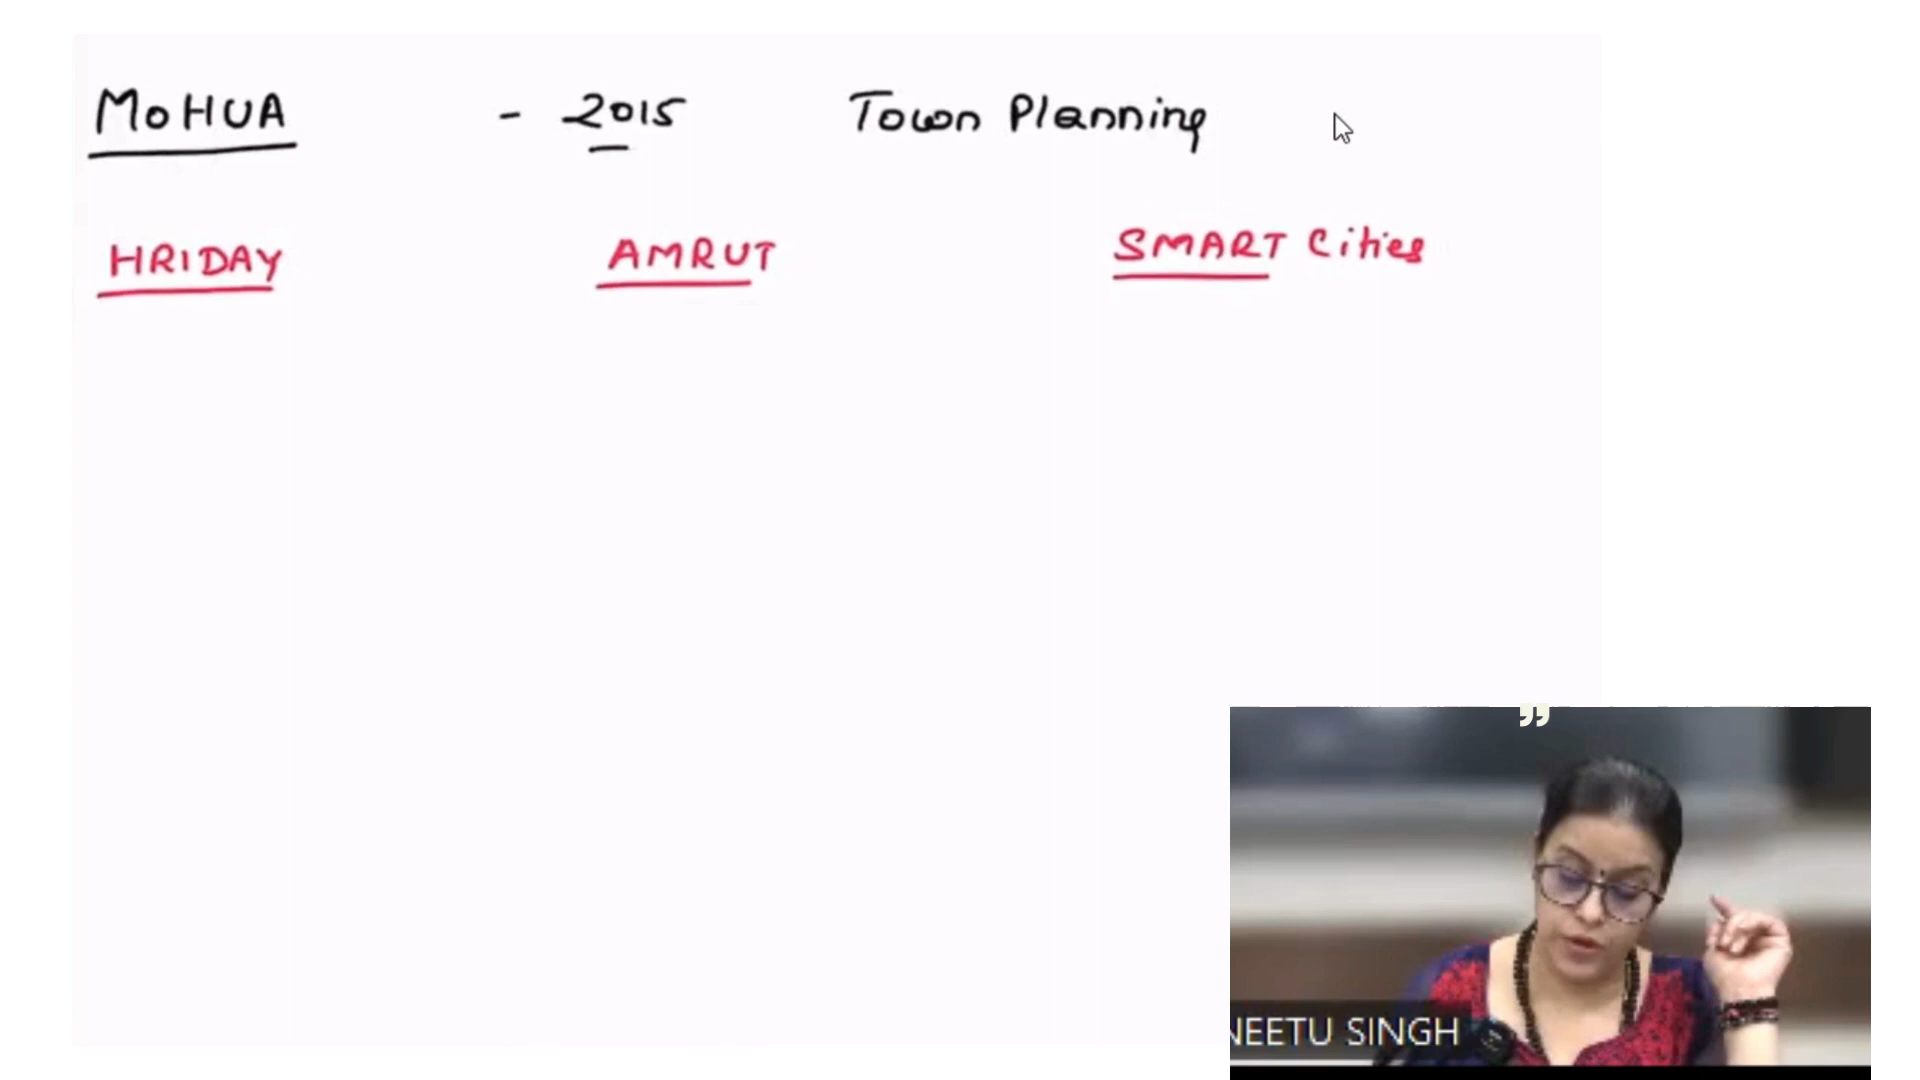 MoHUA - 2015 Town Planning
HRIDAY AMRUT SMART Cities
”
NEETU SINGH